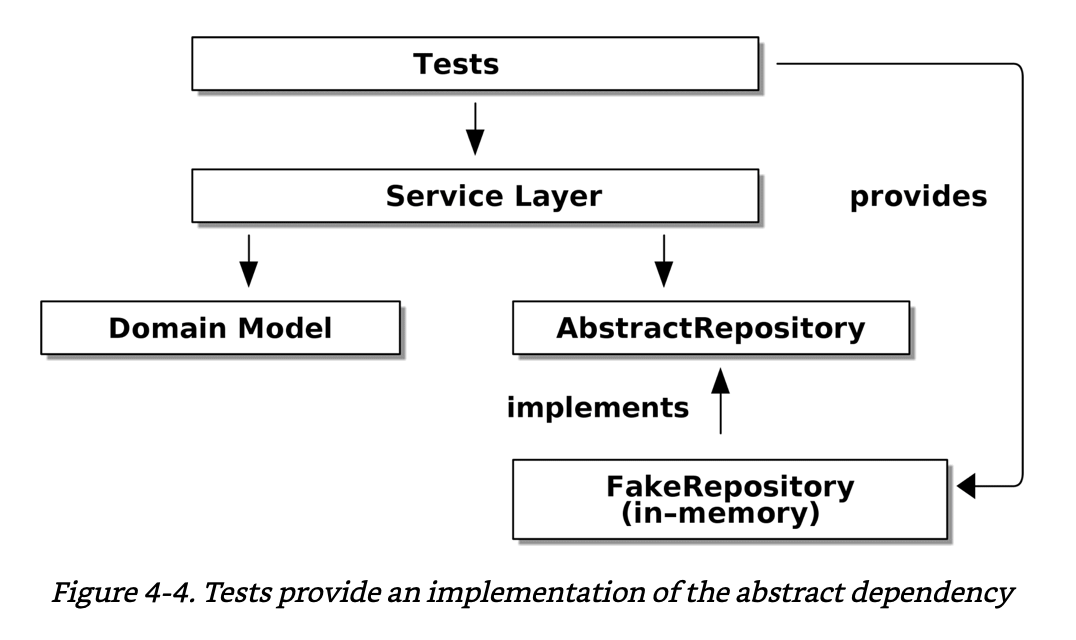 Tests
Service Layer
provides
Domain Model
AbstractRepository
implements
FakeRepository
(in–memory)
Figure 4-4. Tests provide an implementation of the abstract dependency